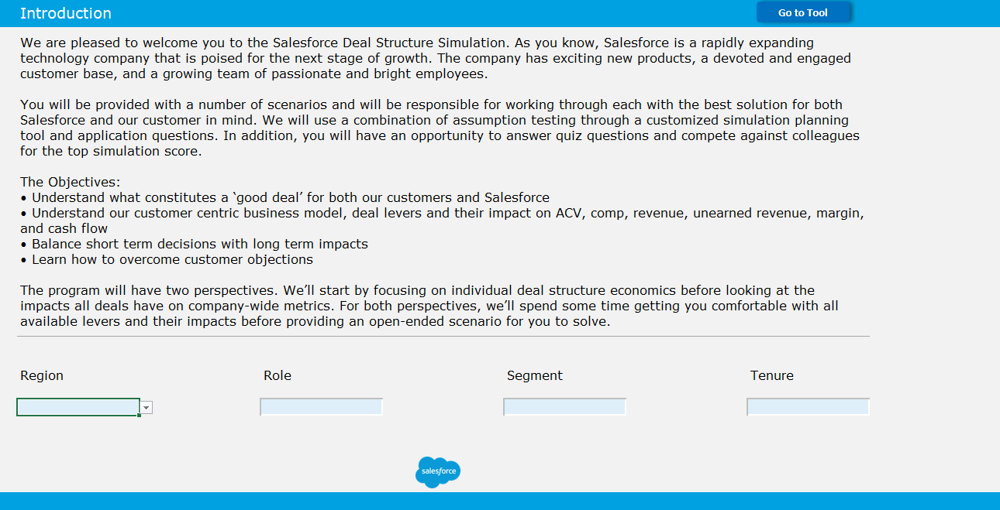 Introduction
Go to Tool
We are pleased to welcome you to the Salesforce Deal Structure Simulation. As you know, Salesforce is a rapidly expanding
technology company that is poised for the next stage of growth. The company has exciting new products, a devoted and engaged
customer base, and a growing team of passionate and bright employees.
You will be provided with a number of scenarios and will be responsible for working through each with the best solution for both
Salesforce and our customer in mind. We will use a combination of assumption testing through a customized simulation planning
tool and application questions. In addition, you will have an opportunity to answer quiz questions and compete against colleagues
for the top simulation score.
The Objectives:
• Understand what constitutes a ‘good deal’ for both our customers and Salesforce
• Understand our customer centric business model, deal levers and their impact on ACV, comp, revenue, unearned revenue, margin,
and cash flow
• Balance short term decisions with long term impacts
• Learn how to overcome customer objections
The program will have two perspectives. We’ll start by focusing on individual deal structure economics before looking at the
impacts all deals have on company-wide metrics. For both perspectives, we’ll spend some time getting you comfortable with all
available levers and their impacts before providing an open-ended scenario for you to solve.
Region
Role
Segment
Tenure
salesforce